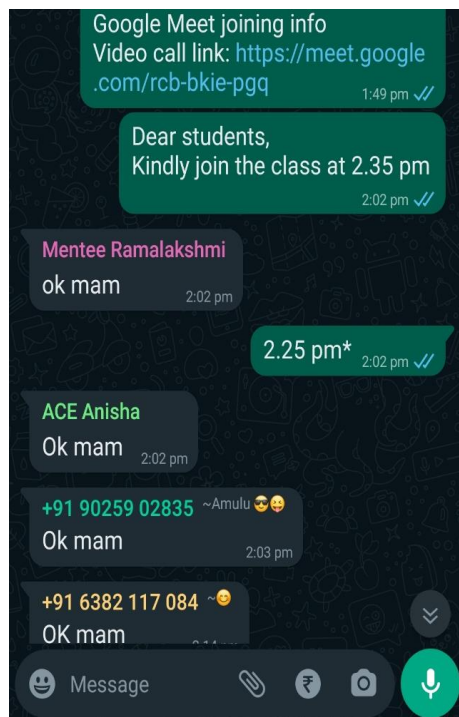 Google Meet joining info
Video call link: https://meet.google
.com/rcb-bkie-pgq
1:49 pm
Dear students,
Kindly join the class at 2.35 pm
2:02 pm
Mentee Ramalakshmi
ok mam
2:02 pm
2.25 pm*
2:02 pm
ACE Anisha
Ok mam
2:02 pm
+91 90259 02835 ~Amulu 😎😝
Ok mam
2:03 pm
+91 6382 117 084 ~😊
OK mam
Message